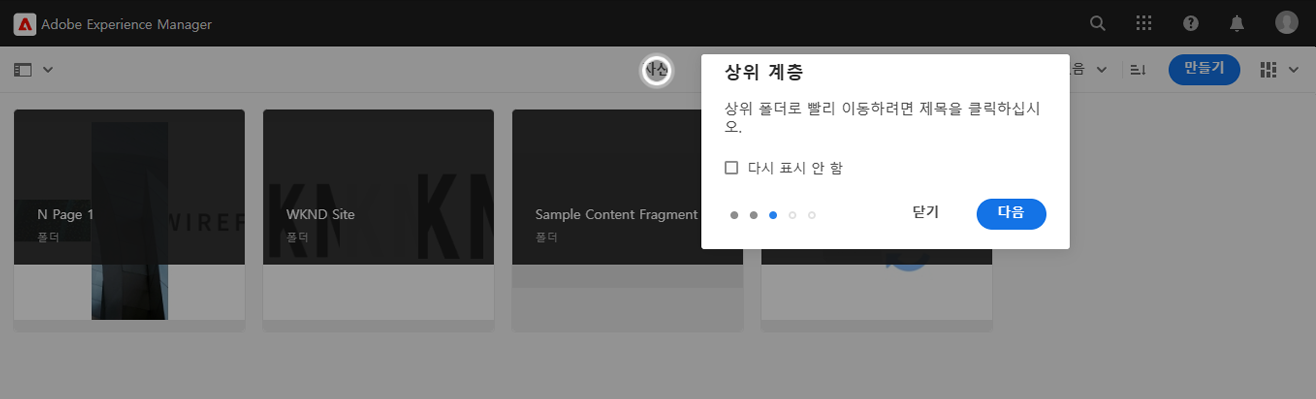 Adobe Experience Manager
자산
만들기
상위 계층
상위 폴더로 빨리 이동하려면 제목을 클릭하십시
오.
다시 표시 안 함
닫기
다음
N Page 1
폴더
WKND Site
폴더
Sample Content Fragment
폴더
WIREF
KN
KN